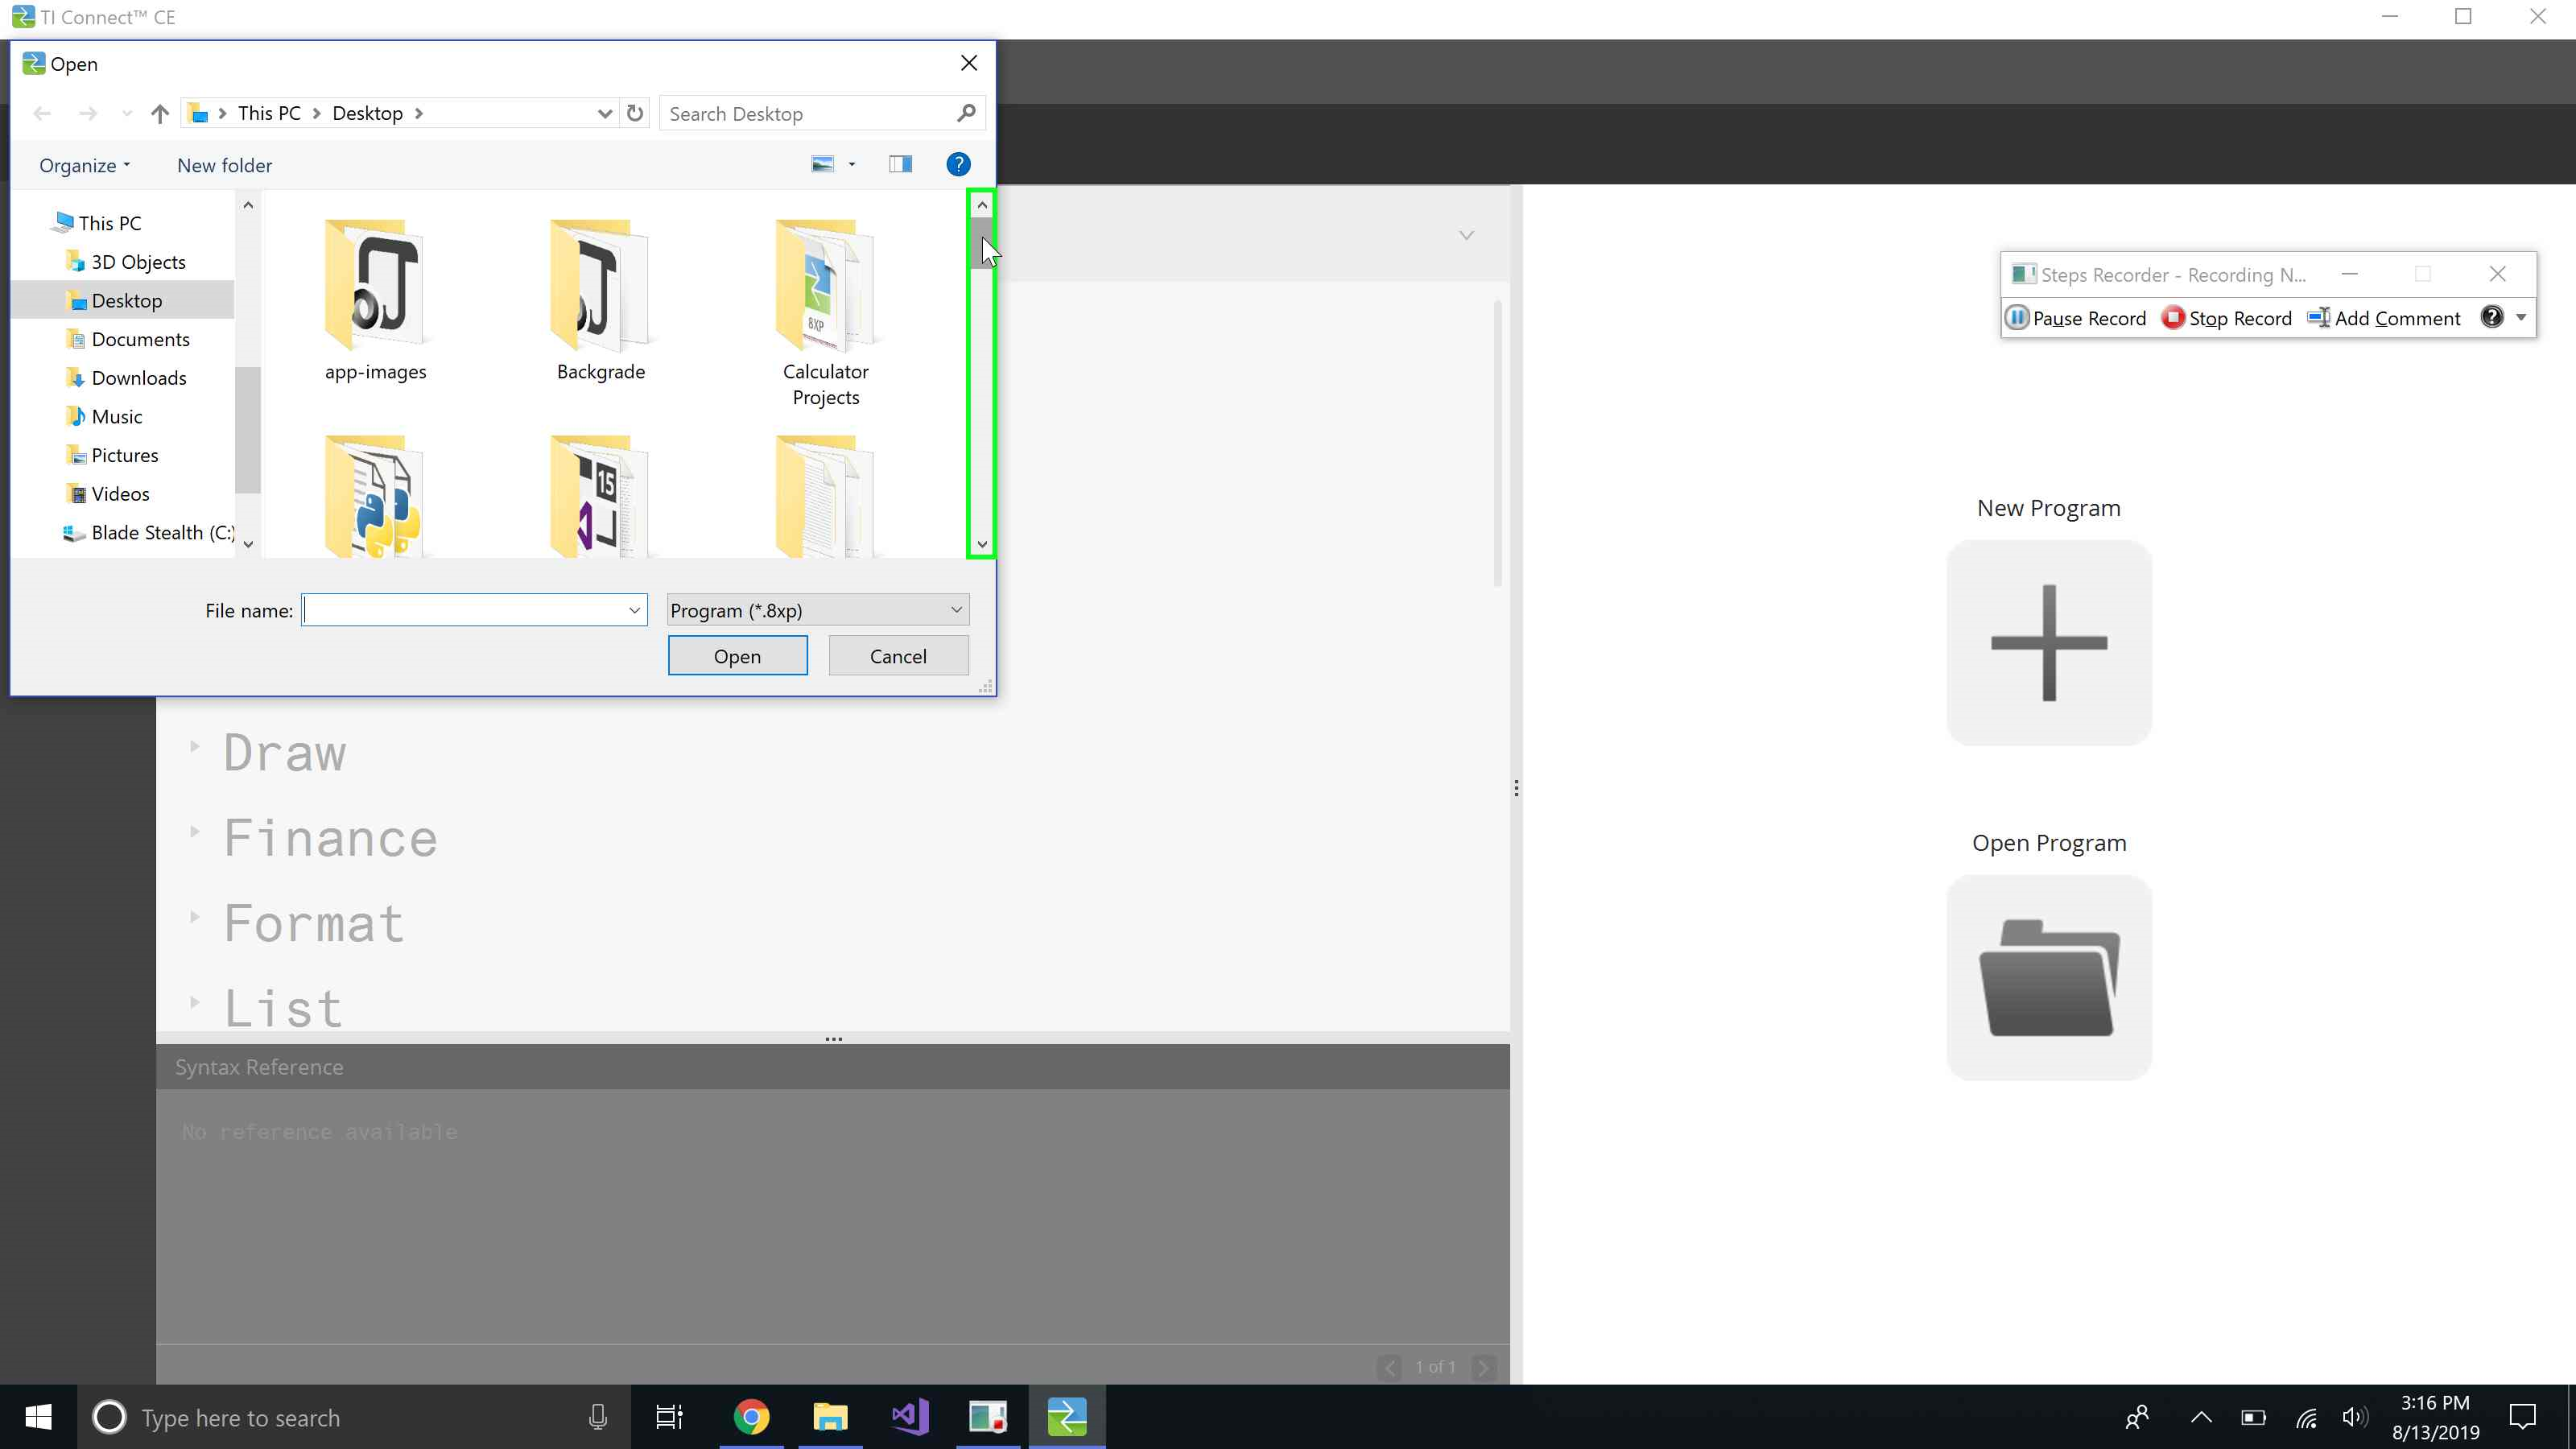 TI Connect™ CE
Open
This PC
Desktop
Search Desktop
Organize
New folder
This PC
3D Objects
Desktop
Documents
Downloads
Music
Pictures
Videos
Blade Stealth (C:)
app-images
Backgrade
Calculator
Projects
8XP
15
File name:
Program (*.8xp)
Open
Cancel
Steps Recorder - Recording N...
Pause Record
Stop Record
Add Comment
New Program
Open Program
Draw
Finance
Format
List
Syntax Reference
No reference available
1 of 1
Type here to search
3:16 PM
8/13/2019